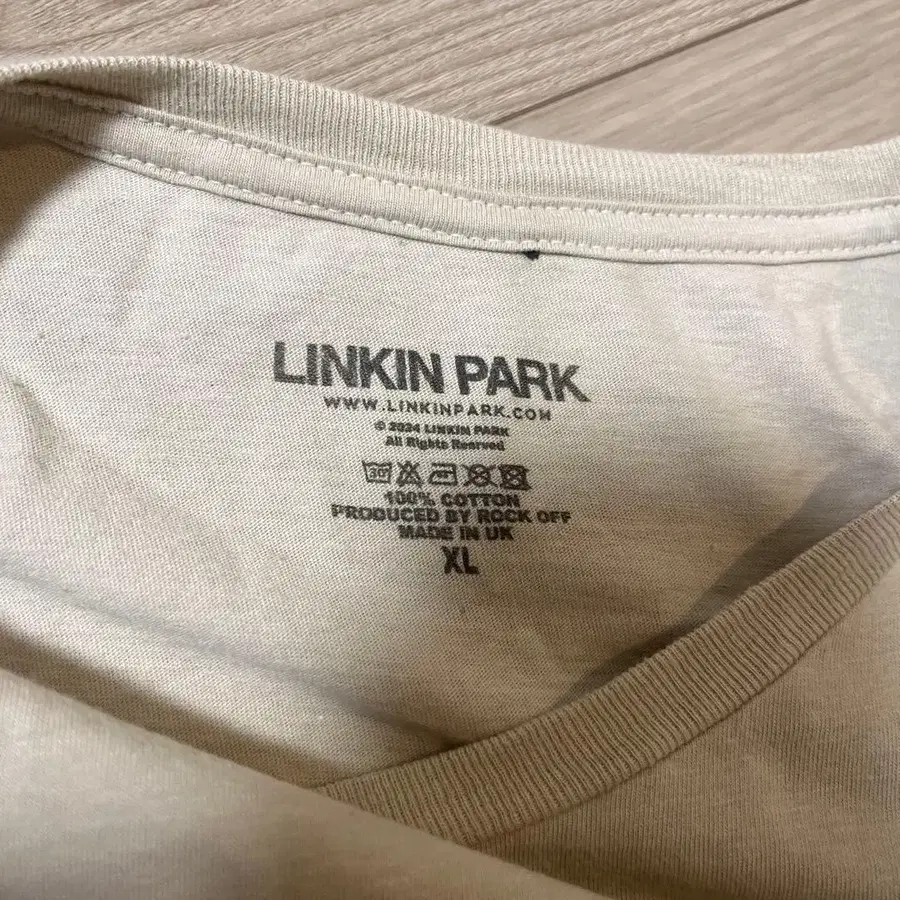 LINKIN PARK
WWW.LINKINPARK.COM
© 2024 LINKIN PARK
All Rights Reserved
30°
100% COTTON
PRODUCED BY ROCK OFF
MADE IN UK
XL